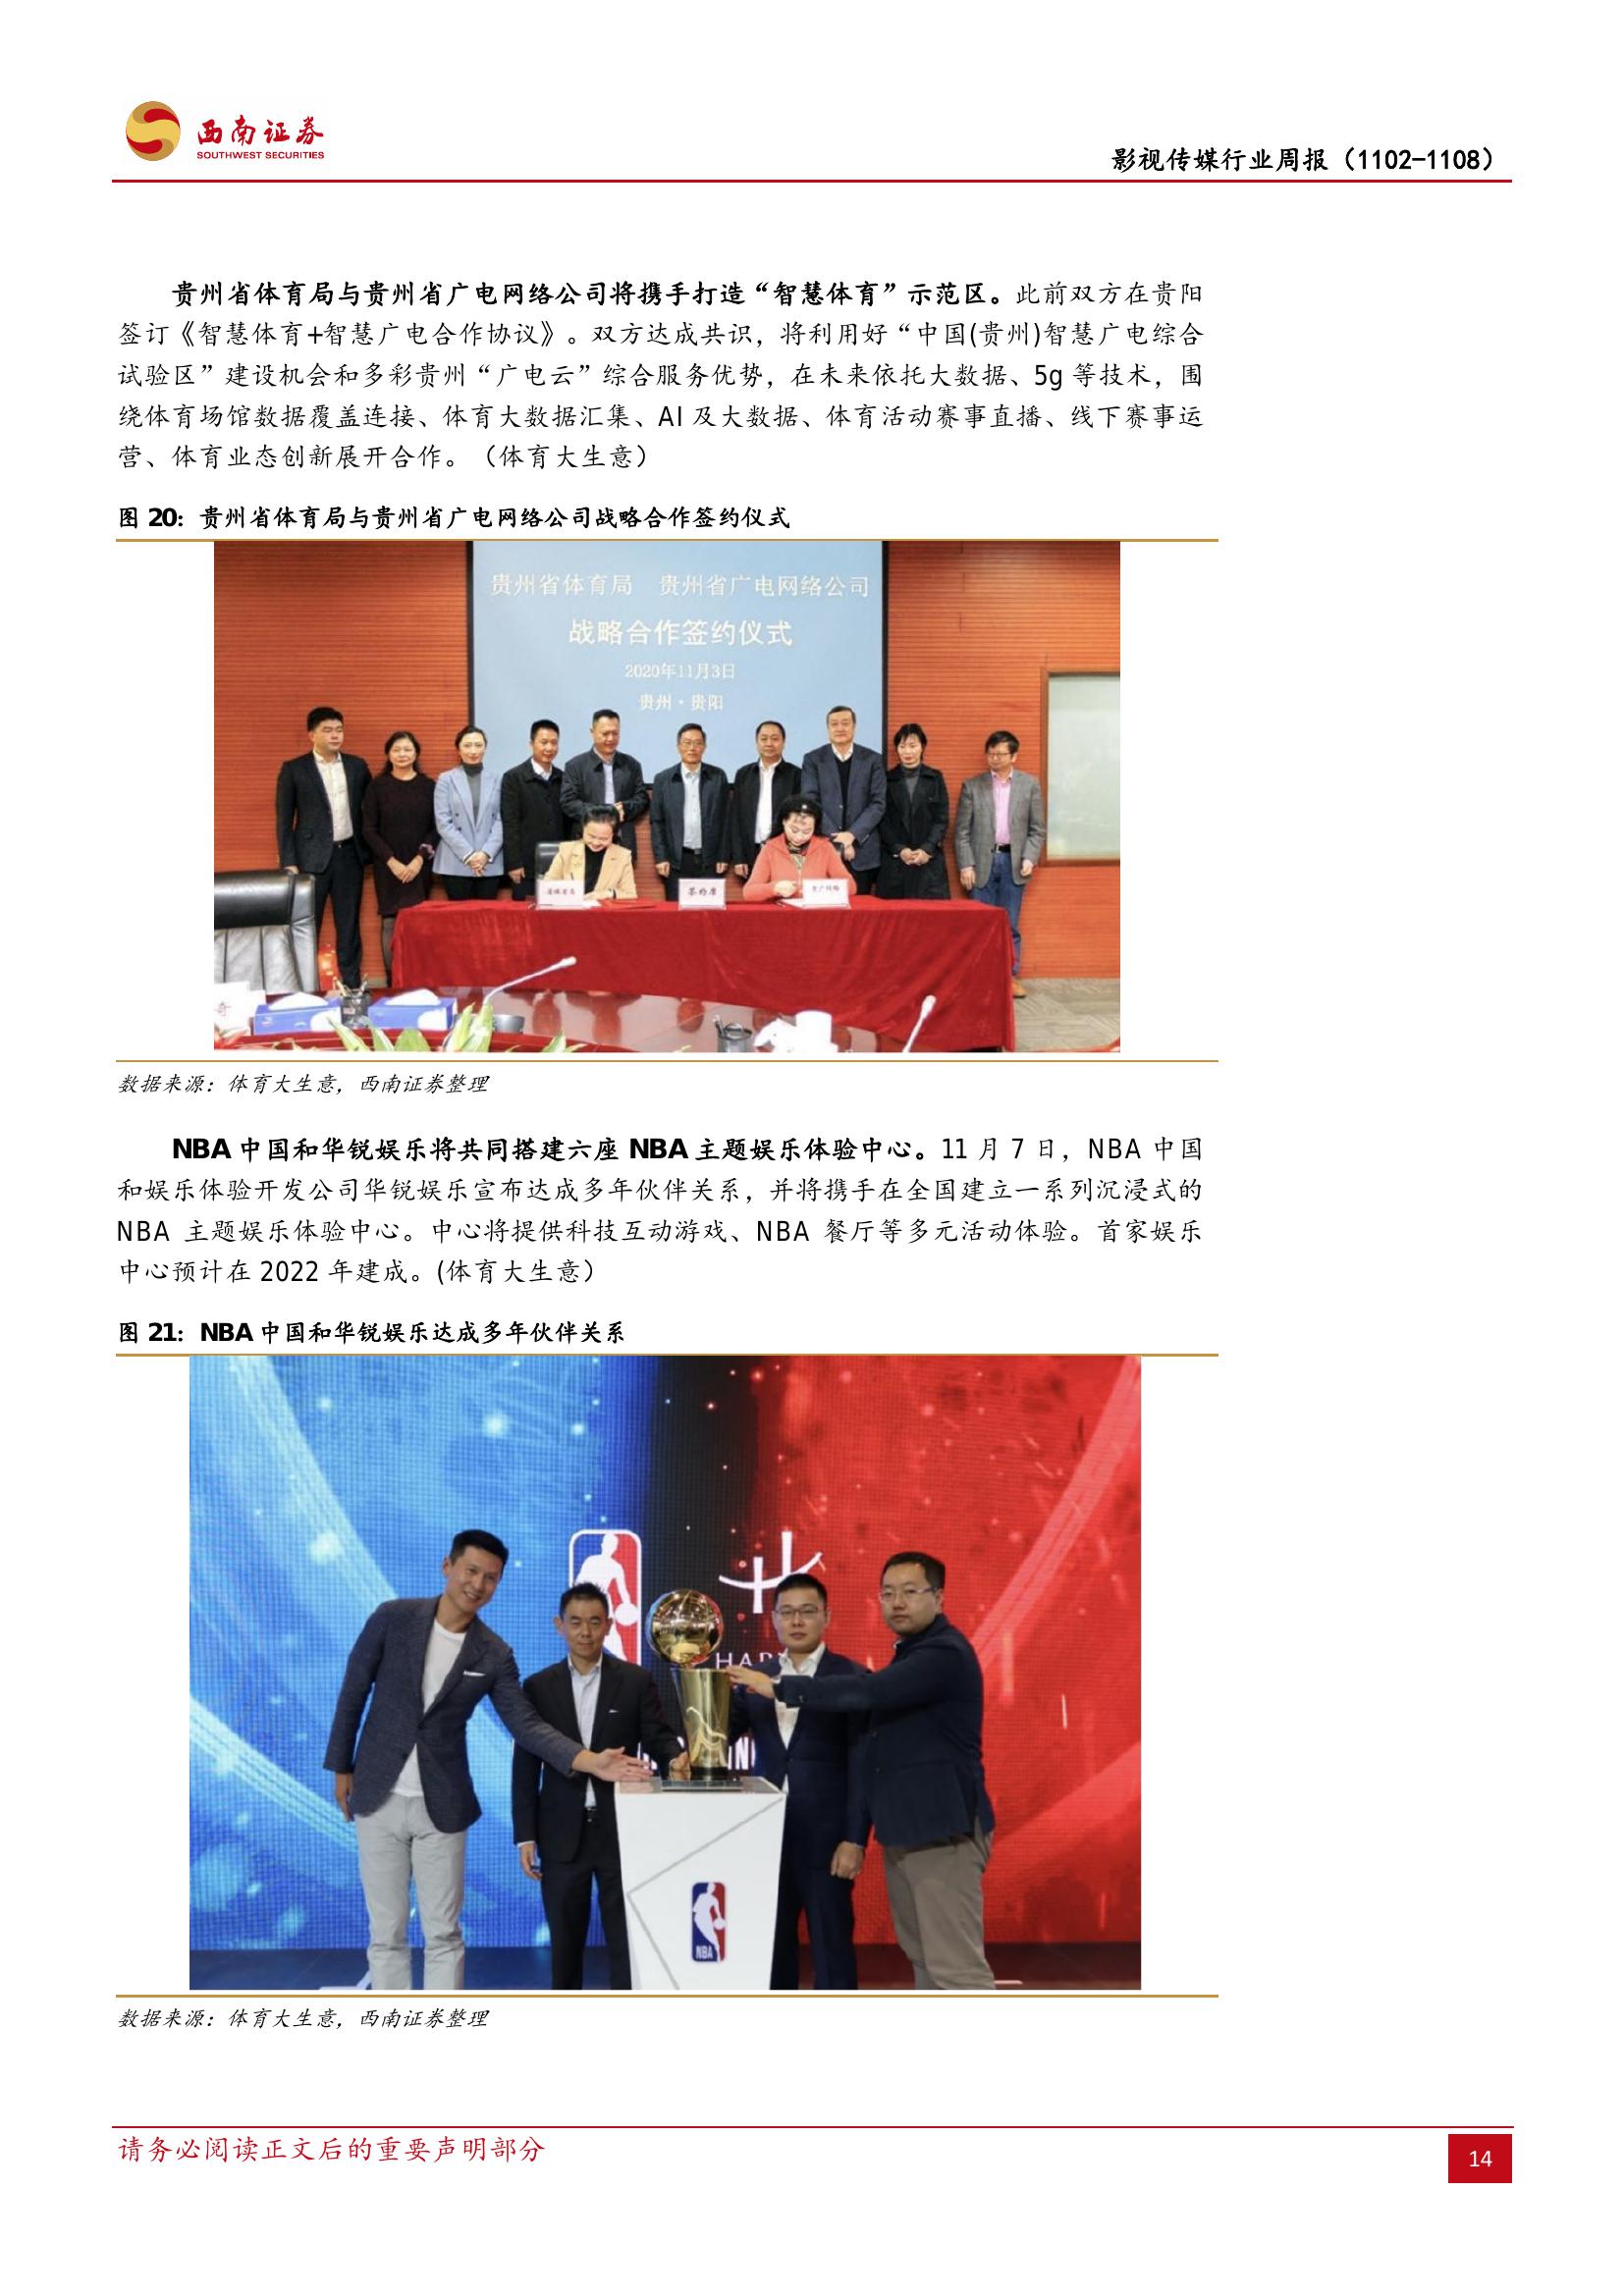 西南证券
SOUTHWEST SECURITIES
影视传媒行业周报（1102-1108）
贵州省体育局与贵州省广电网络公司将携手打造“智慧体育”示范区。此前双方在贵阳
签订《智慧体育+智慧广电合作协议》。双方达成共识，将利用好“中国(贵州)智慧广电综合
试验区”建设机会和多彩贵州“广电云”综合服务优势，在未来依托大数据、5g 等技术，围
绕体育场馆数据覆盖连接、体育大数据汇集、AI 及大数据、体育活动赛事直播、线下赛事运
营、体育业态创新展开合作。（体育大生意）
图 20：贵州省体育局与贵州省广电网络公司战略合作签约仪式
贵州省体育局 贵州省广电网络公司
战略合作签约仪式
2020年11月3日
贵州·贵阳
签约席
数据来源：体育大生意，西南证券整理
NBA 中国和华锐娱乐将共同搭建六座 NBA 主题娱乐体验中心。11 月 7 日，NBA 中国
和娱乐体验开发公司华锐娱乐宣布达成多年伙伴关系，并将携手在全国建立一系列沉浸式的
NBA 主题娱乐体验中心。中心将提供科技互动游戏、NBA 餐厅等多元活动体验。首家娱乐
中心预计在 2022 年建成。(体育大生意）
图 21：NBA 中国和华锐娱乐达成多年伙伴关系
NBA
数据来源：体育大生意，西南证券整理
请务必阅读正文后的重要声明部分
14